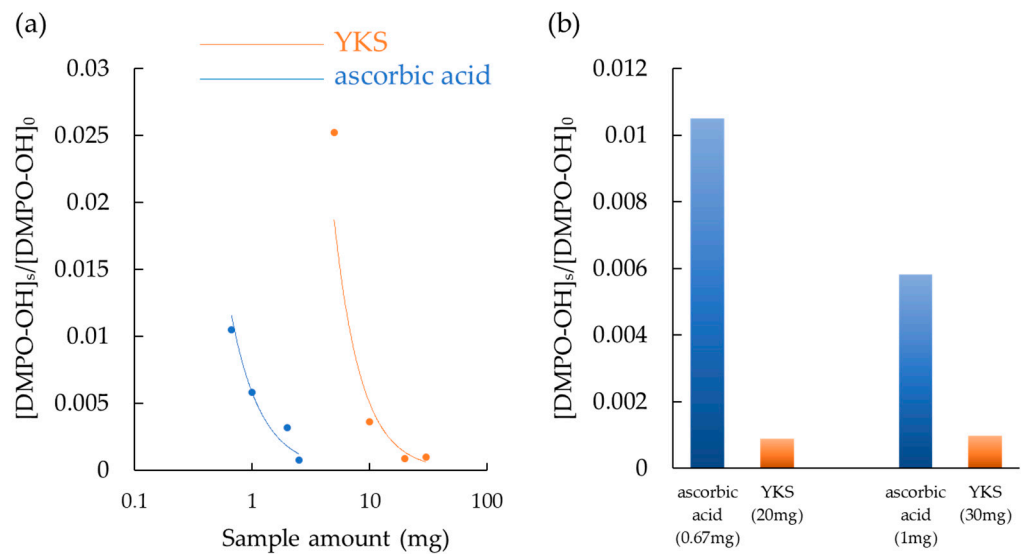 (a)
YKS
ascorbic acid
[DMPO-OH]s/[DMPO-OH]0
0.03
0.025
0.02
0.015
0.01
0.005
0
0.1
1
10
100
Sample amount (mg)
(b)
[DMPO-OH]s/[DMPO-OH]0
0.012
0.01
0.008
0.006
0.004
0.002
0
ascorbic
acid
(0.67mg)
YKS
(20mg)
ascorbic
acid
(1mg)
YKS
(30mg)